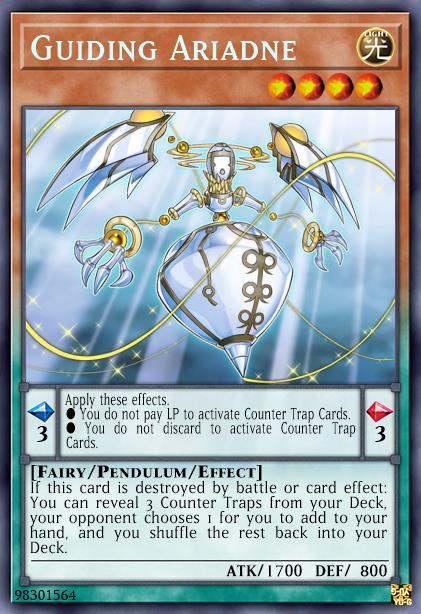 GUIDING ARIADNE
LIGHT
光
Apply these effects.
● You do not pay LP to activate Counter Trap Cards.
● You do not discard to activate Counter Trap
Cards.
3
3
[FAIRY/PENDULUM/EFFECT]
If this card is destroyed by battle or card effect:
You can reveal 3 Counter Traps from your Deck,
your opponent chooses 1 for you to add to your
hand, and you shuffle the rest back into your
Deck.
ATK/1700 DEF/ 800
98301564